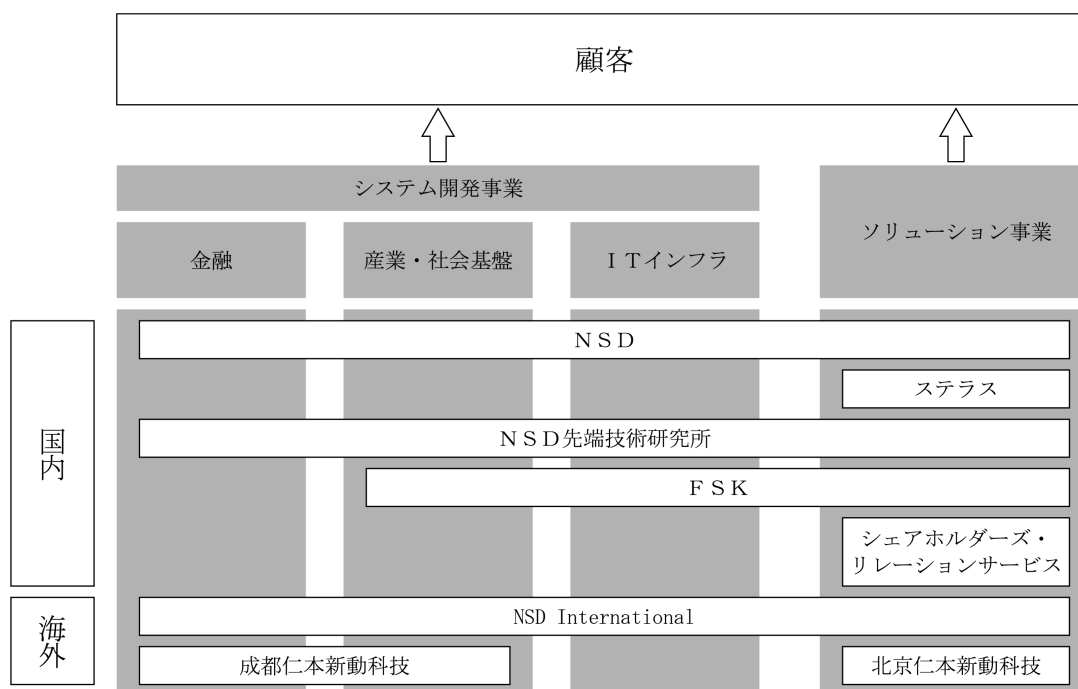 顧客
システム開発事業
ソリューション事業
金融
産業・社会基盤
ＩＴインフラ
国内
ＮＳＤ
ステラス
ＮＳＤ先端技術研究所
ＦＳＫ
シェアホルダーズ・
リレーションサービス
海外
NSD International
成都仁本新動科技
北京仁本新動科技